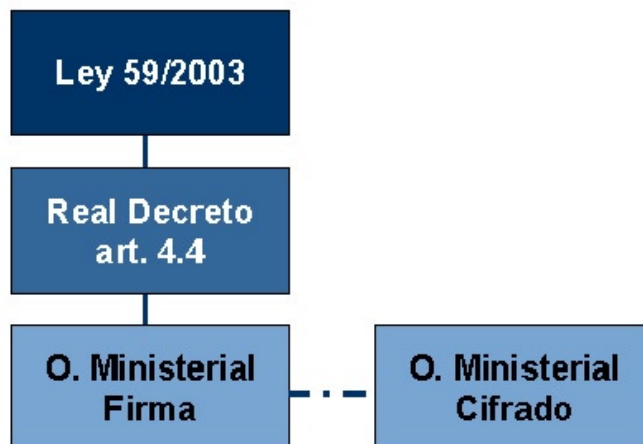 Ley 59/2003
Real Decreto
art. 4.4
O. Ministerial
Firma
O. Ministerial
Cifrado